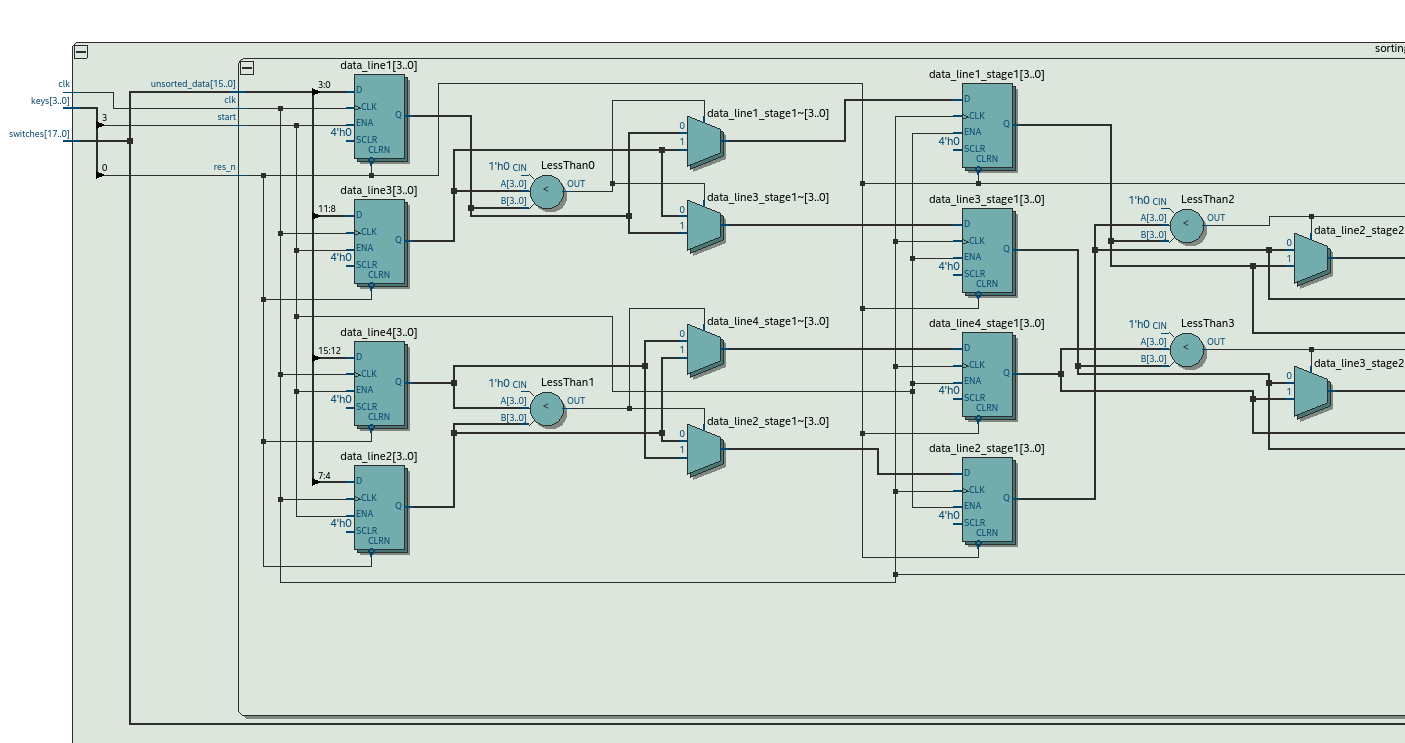 sorting
clk
keys[3..0]
switches[17..0]
3
0
unsorted_data[15..0]
clk
start
res_n
data_line1[3..0]
3:0
D
CLK
ENA
4'h0
SCLR
CLRN
Q
data_line3[3..0]
11:8
D
CLK
ENA
4'h0
SCLR
CLRN
Q
data_line4[3..0]
15:12
D
CLK
ENA
4'h0
SCLR
CLRN
Q
data_line2[3..0]
7:4
D
CLK
ENA
4'h0
SCLR
CLRN
Q
LessThan0
1'h0 CIN
A[3..0]
B[3..0]
<
OUT
LessThan1
1'h0 CIN
A[3..0]
B[3..0]
<
OUT
data_line1_stage1~[3..0]
0
1
data_line3_stage1~[3..0]
0
1
data_line4_stage1~[3..0]
0
1
data_line2_stage1~[3..0]
0
1
data_line1_stage1[3..0]
D
CLK
ENA
4'h0
SCLR
CLRN
Q
data_line3_stage1[3..0]
D
CLK
ENA
4'h0
SCLR
CLRN
Q
data_line4_stage1[3..0]
D
CLK
ENA
4'h0
SCLR
CLRN
Q
data_line2_stage1[3..0]
D
CLK
ENA
4'h0
SCLR
CLRN
Q
LessThan2
1'h0 CIN
A[3..0]
B[3..0]
<
OUT
LessThan3
1'h0 CIN
A[3..0]
B[3..0]
<
OUT
data_line2_stage2
0
1
data_line3_stage2
0
1